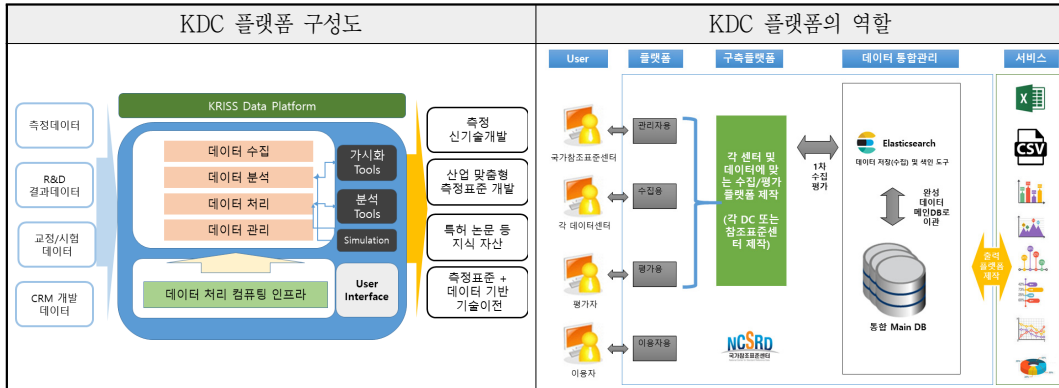 KDC 플랫폼 구성도
KDC 플랫폼의 역할
측정데이터
R&D
결과데이터
교정/시험
데이터
CRM 개발
데이터
KRISS Data Platform
데이터 수집
데이터 분석
데이터 처리
데이터 관리
가시화
Tools
분석
Tools
Simulation
데이터 처리 컴퓨팅 인프라
User
Interface
측정
신기술개발
산업 맞춤형
측정표준 개발
특허 논문 등
지식 자산
측정표준 +
데이터 기반
기술이전
User
플랫폼
구축플랫폼
데이터 통합관리
서비스
국가참조표준센터
관리자용
각 데이터센터
수집용
평가자
평가용
이용자
이용자용
각 센터 및
데이터에 맞
는 수집/평가
플랫폼 제작
(각 DC 또는
참조표준센
터 제작)
NCSRD
국가참조표준센터
1차
수집
평가
Elasticsearch
데이터 저장(수집) 및 색인 도구
완성
데이터
메인DB로
이관
통합 Main DB
출력
플랫폼
제작
X
CSV